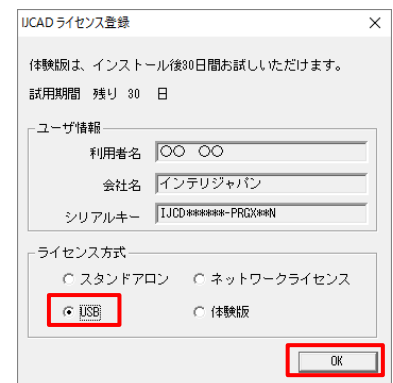 IJCAD ライセンス登録
体験版は、インストール後30日間お試しいただけます。
試用期間 残り 30 日
ユーザ情報
利用者名 〇〇 〇〇
会社名 インテリジャパン
シリアルキー IJCD******-PRGX**N
ライセンス方式
スタンドアロン ネットワークライセンス
USB 体験版
OK